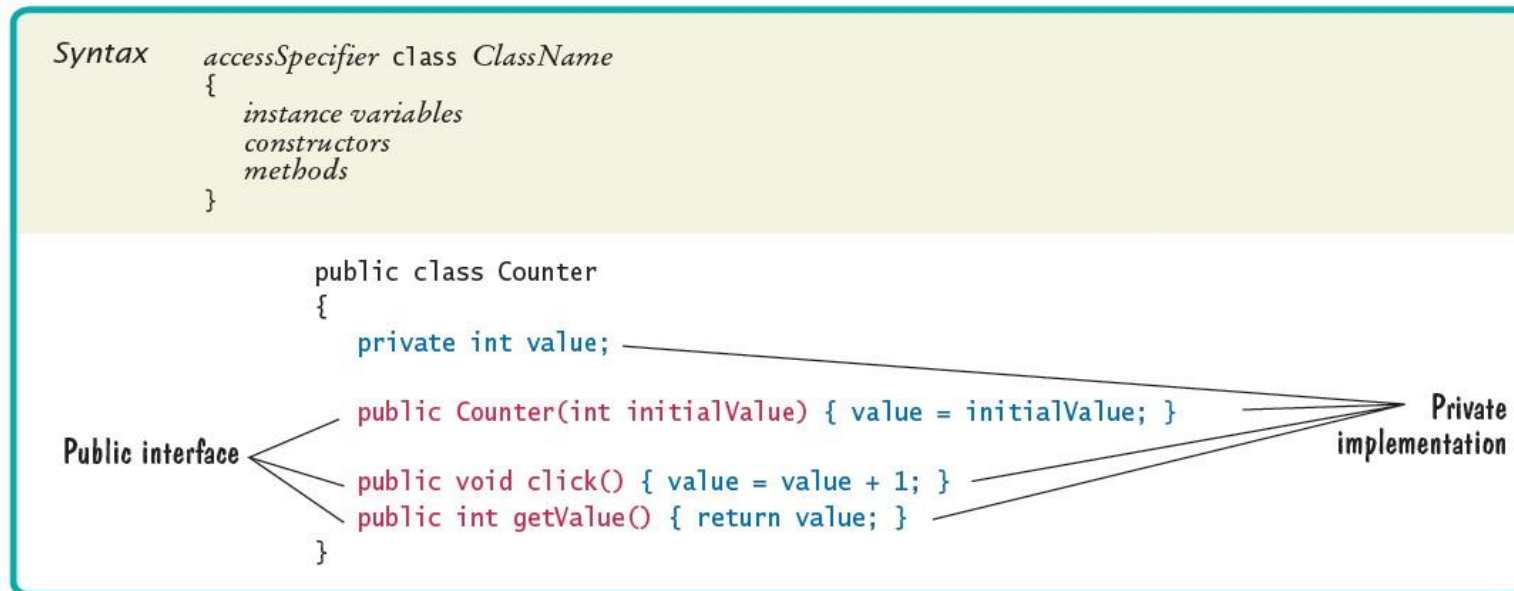 Syntax accessSpecifier class ClassName
{
instance variables
constructors
methods
}
public class Counter
{
private int value;
public Counter(int initialValue) { value = initialValue; }
Public interface
Private
implementation
public void click() { value = value + 1; }
public int getValue() { return value; }
}